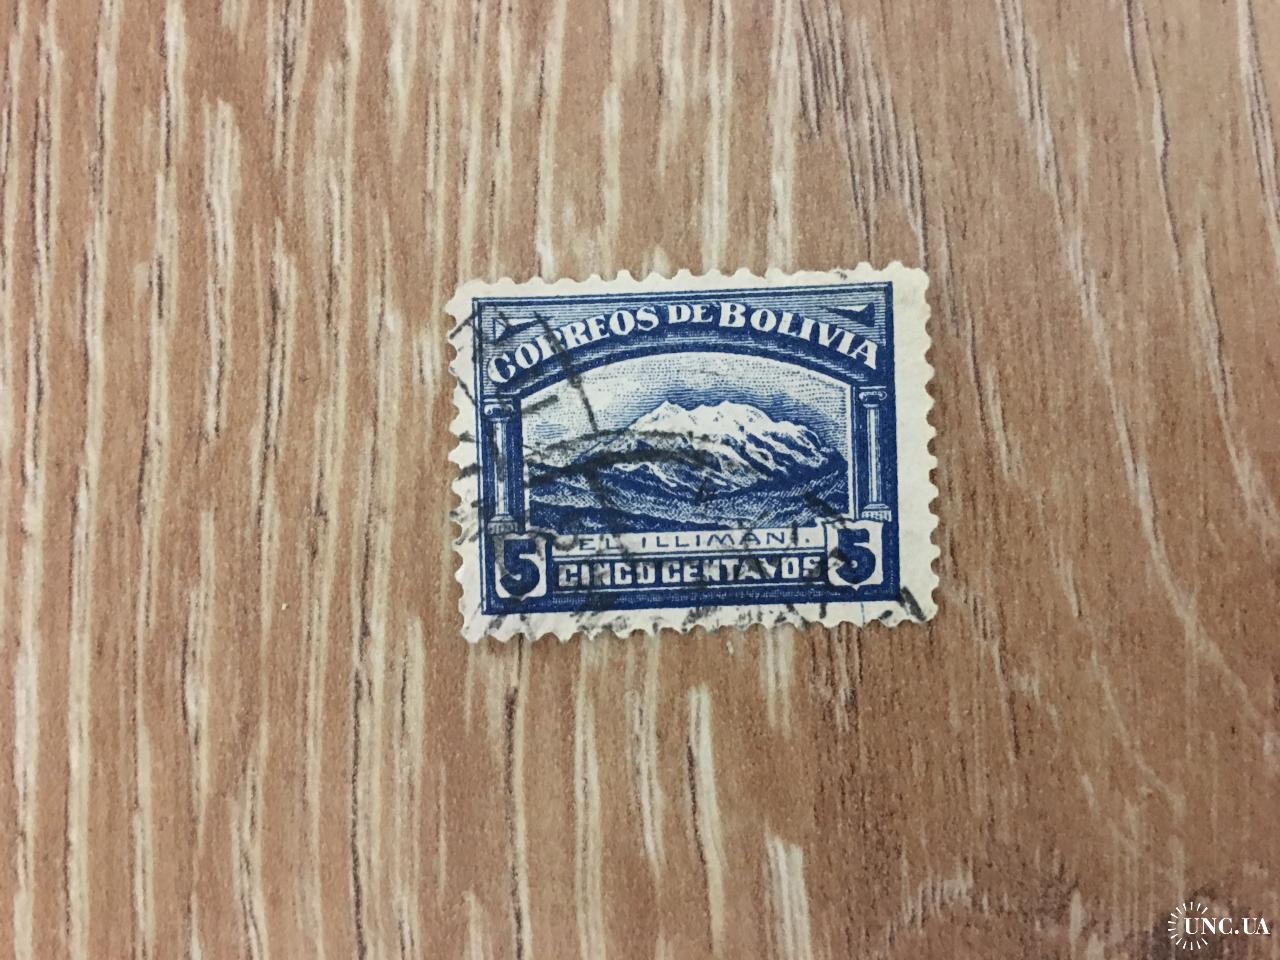 CORREOS DE BOLIVIA
EL ILLIMANI.
5 CINCO CENTAVOS 5
UNC.UA